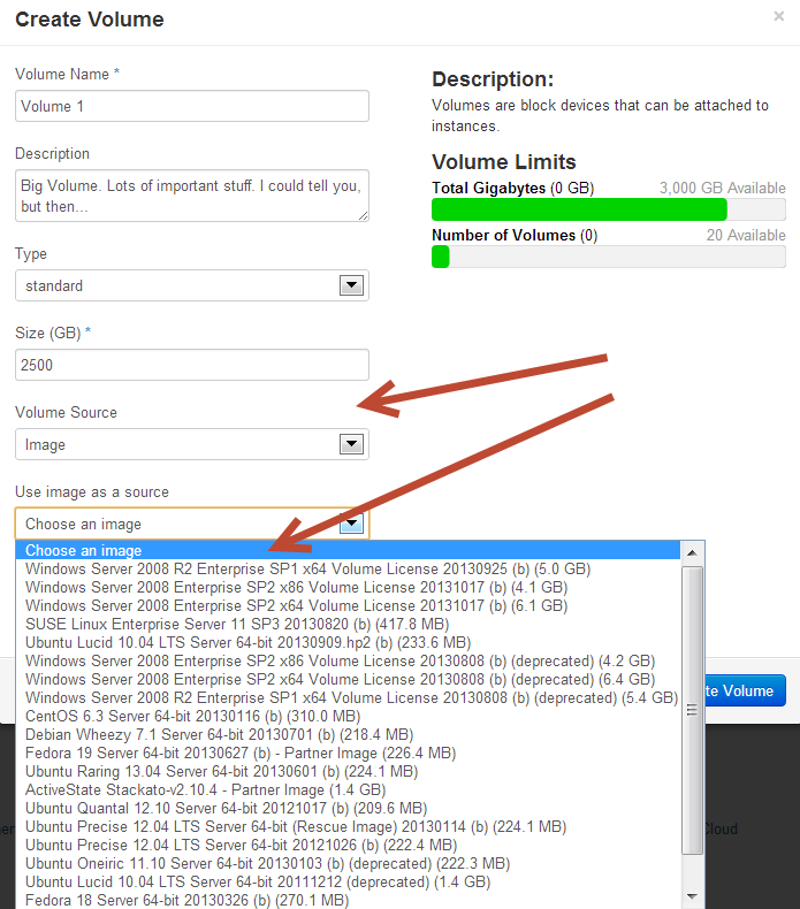 Create Volume
×
Volume Name *
Volume 1
Description
Big Volume. Lots of important stuff. I could tell you,
but then...
Type
standard
Size (GB) *
2500
Volume Source
Image
Use image as a source
Choose an image
Description:
Volumes are block devices that can be attached to
instances.
Volume Limits
Total Gigabytes (0 GB) 3,000 GB Available
Number of Volumes (0) 20 Available
Choose an image
Windows Server 2008 R2 Enterprise SP1 x64 Volume License 20130925 (b) (5.0 GB)
Windows Server 2008 Enterprise SP2 x86 Volume License 20131017 (b) (4.1 GB)
Windows Server 2008 Enterprise SP2 x64 Volume License 20131017 (b) (6.1 GB)
SUSE Linux Enterprise Server 11 SP3 20130820 (b) (417.8 MB)
Ubuntu Lucid 10.04 LTS Server 64-bit 20130909.hp2 (b) (233.6 MB)
Windows Server 2008 Enterprise SP2 x86 Volume License 20130808 (b) (deprecated) (4.2 GB)
Windows Server 2008 Enterprise SP2 x64 Volume License 20130808 (b) (deprecated) (6.4 GB)
Windows Server 2008 R2 Enterprise SP1 x64 Volume License 20130808 (b) (deprecated) (5.4 GB)
CentOS 6.3 Server 64-bit 20130116 (b) (310.0 MB)
Debian Wheezy 7.1 Server 64-bit 20130701 (b) (218.4 MB)
Fedora 19 Server 64-bit 20130627 (b) - Partner Image (226.4 MB)
Ubuntu Raring 13.04 Server 64-bit 20130601 (b) (224.1 MB)
ActiveState Stackato-v2.10.4 - Partner Image (1.4 GB)
Ubuntu Quantal 12.10 Server 64-bit 20121017 (b) (209.6 MB)
Ubuntu Precise 12.04 LTS Server 64-bit (Rescue Image) 20130114 (b) (224.1 MB)
Ubuntu Precise 12.04 LTS Server 64-bit 20121026 (b) (222.4 MB)
Ubuntu Oneiric 11.10 Server 64-bit 20130103 (b) (deprecated) (222.3 MB)
Ubuntu Lucid 10.04 LTS Server 64-bit 20111212 (deprecated) (1.4 GB)
Fedora 18 Server 64-bit 20130326 (b) (270.1 MB)
te Volume
Cloud